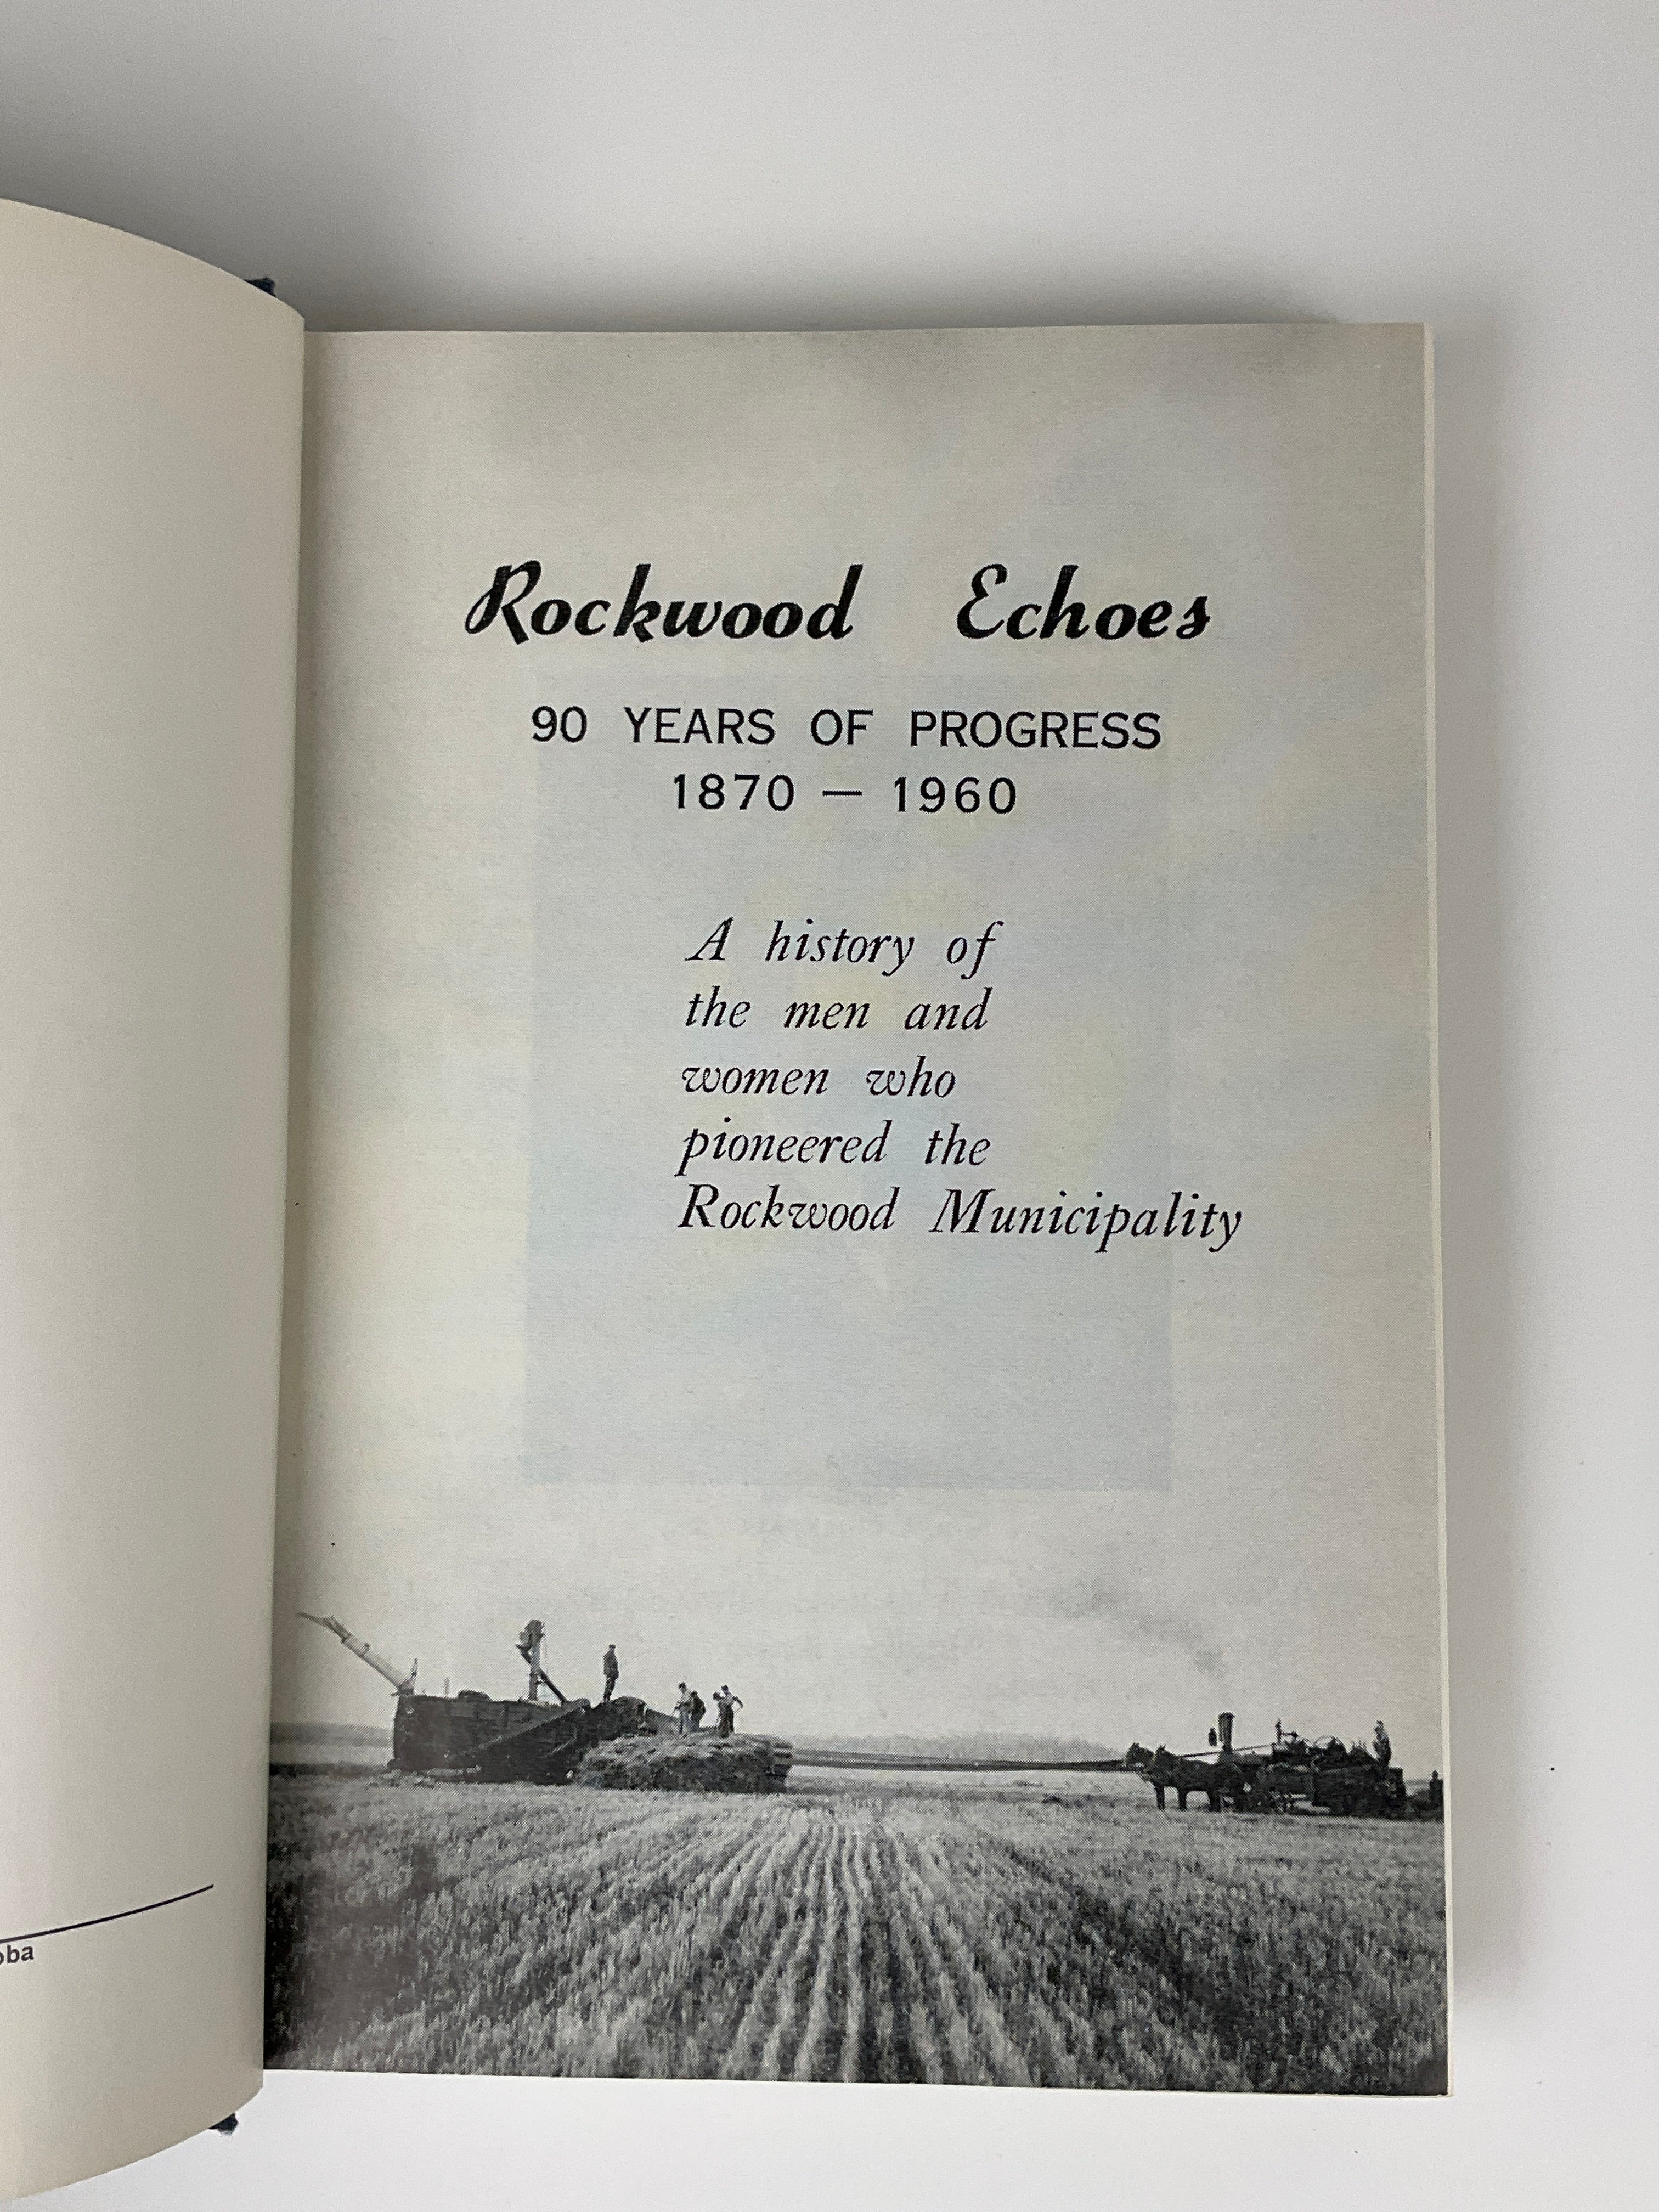 Rockwood Echoes
90 YEARS OF PROGRESS
1870 — 1960
A history of
the men and
women who
pioneered the
Rockwood Municipality